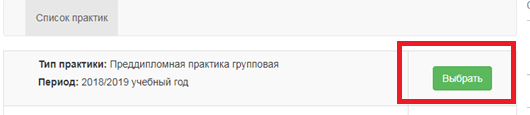 Список практик
Тип практики: Преддипломная практика групповая
Период: 2018/2019 учебный год
Выбрать